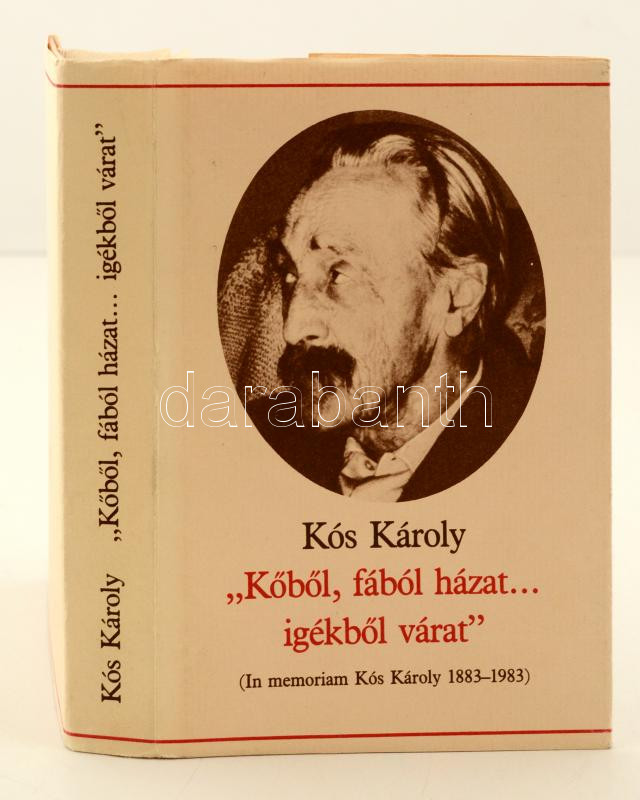 Kós Károly „Kőből, fából házat... igékből várat”
darabanth
Kós Károly
„Kőből, fából házat...
igékből várat”
(In memoriam Kós Károly 1883–1983)